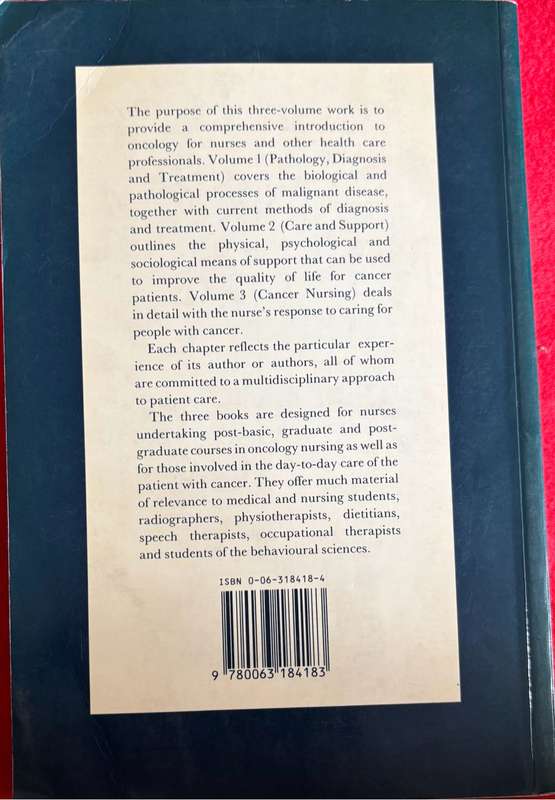 The purpose of this three-volume work is to
provide a comprehensive introduction to
oncology for nurses and other health care
professionals. Volume 1 (Pathology, Diagnosis
and Treatment) covers the biological and
pathological processes of malignant disease,
together with current methods of diagnosis
and treatment. Volume 2 (Care and Support)
outlines the physical, psychological and
sociological means of support that can be used
to improve the quality of life for cancer
patients. Volume 3 (Cancer Nursing) deals
in detail with the nurse's response to caring for
people with cancer.
Each chapter reflects the particular exper-
ience of its author or authors, all of whom
are committed to a multidisciplinary approach
to patient care.
The three books are designed for nurses
undertaking post-basic, graduate and post-
graduate courses in oncology nursing as well as
for those involved in the day-to-day care of the
patient with cancer. They offer much material
of relevance to medical and nursing students,
radiographers, physiotherapists, dietitians,
speech therapists, occupational therapists
and students of the behavioural sciences.
ISBN 0-06-318418-4
9 780063 184183